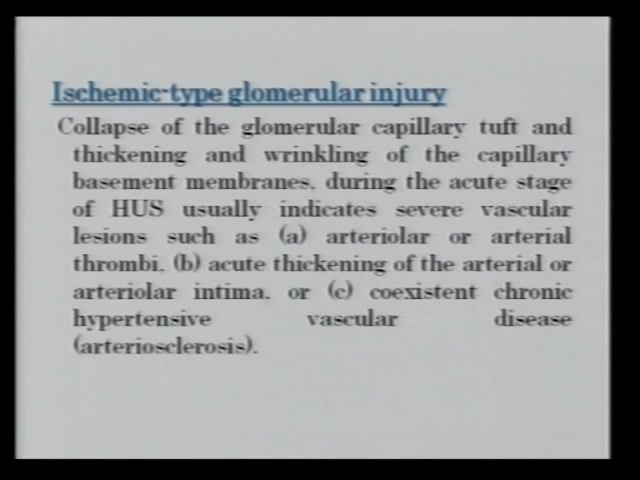 Ischemic-type glomerular injury
Collapse of the glomerular capillary tuft and
thickening and wrinkling of the capillary
basement membranes, during the acute stage
of HUS usually indicates severe vascular
lesions such as (a) arteriolar or arterial
thrombi, (b) acute thickening of the arterial or
arteriolar intima, or (c) coexistent chronic
hypertensive vascular disease
(arteriosclerosis).